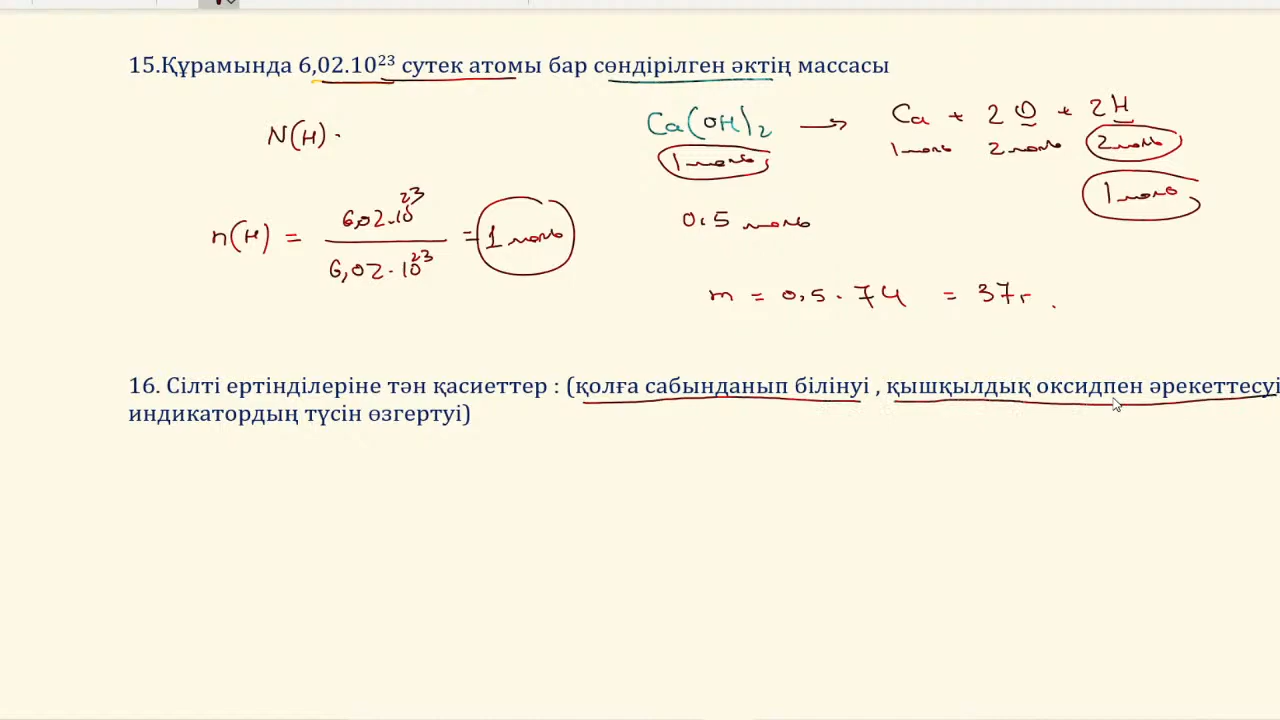 15.Құрамында 6,02.10²³ сутек атомы бар сөндірілген әктің массасы
Ca(OH)₂ → Ca + 2O + 2H
N(H) ·
1 моль 1 моль 2 моль 2 моль
1 моль
n(H) = 6,02·10²³ / 6,02·10²³ = 1 моль
0,5 моль
m = 0,5 · 74 = 37г.
16. Сілті ертінділеріне тән қасиеттер : (қолға сабынданып білінуі , қышқылдық оксидпен әрекеттесуі
индикатордың түсін өзгертуі)